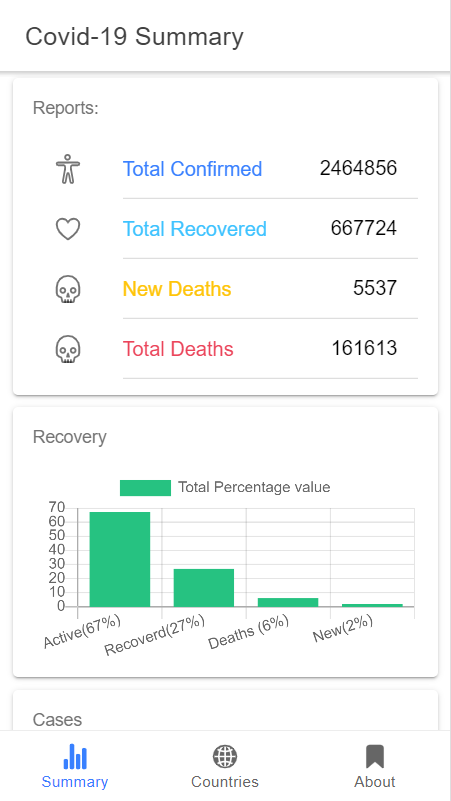 Covid-19 Summary
Reports:
Total Confirmed 2464856
Total Recovered 667724
New Deaths 5537
Total Deaths 161613
Recovery
Total Percentage value
70
60
50
40
30
20
10
0
Active(67%) Recoverd(27%) Deaths (6%) New(2%)
Cases
Summary Countries About